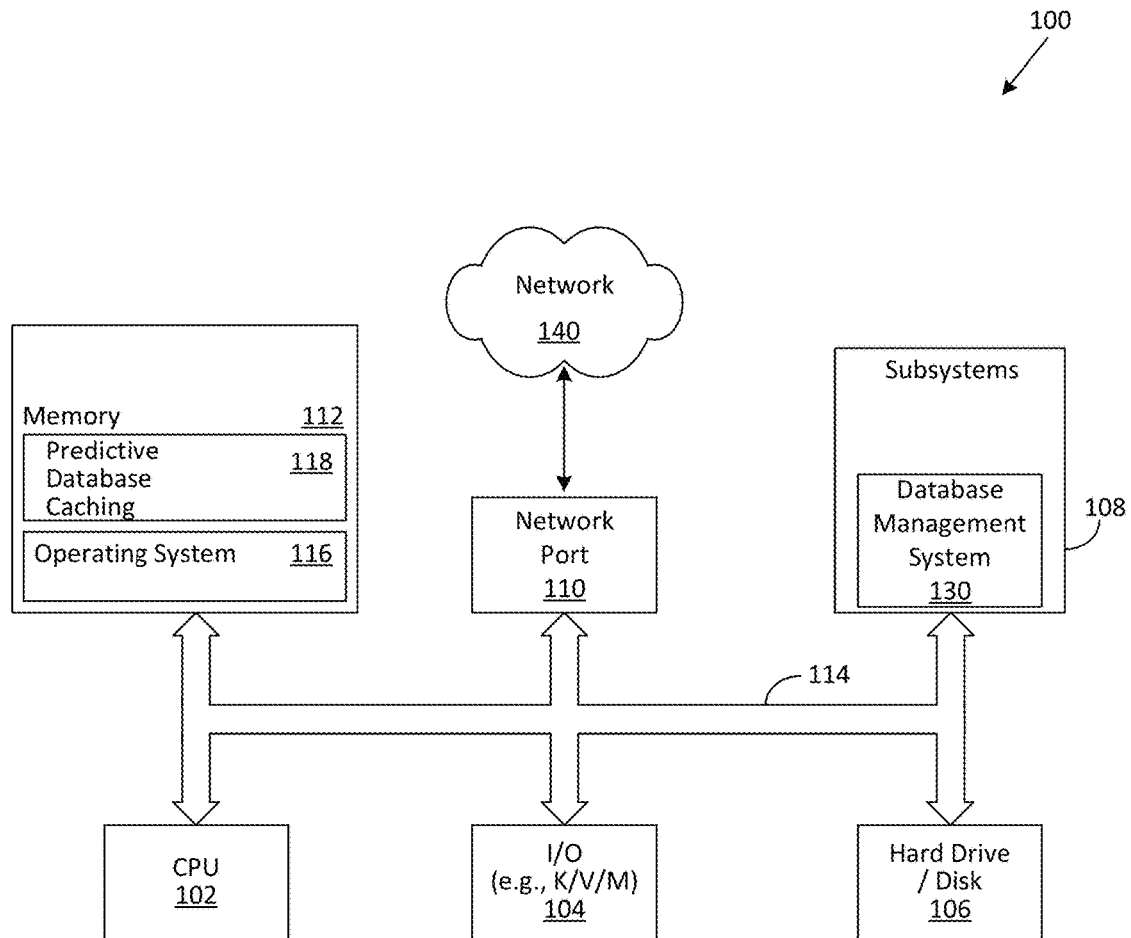 100
Network
140
Memory 112
Predictive 118
Database
Caching
Operating System 116
Network
Port
110
Subsystems
Database
Management
System
130
108
114
CPU
102
I/O
(e.g., K/V/M)
104
Hard Drive
/ Disk
106